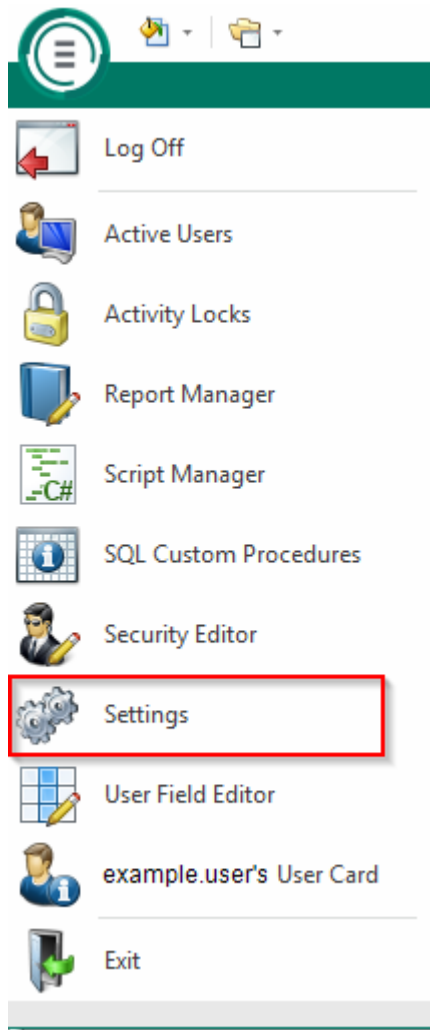 Log Off
Active Users
Activity Locks
Report Manager
C#
Script Manager
SQL Custom Procedures
Security Editor
Settings
User Field Editor
example.user's User Card
Exit